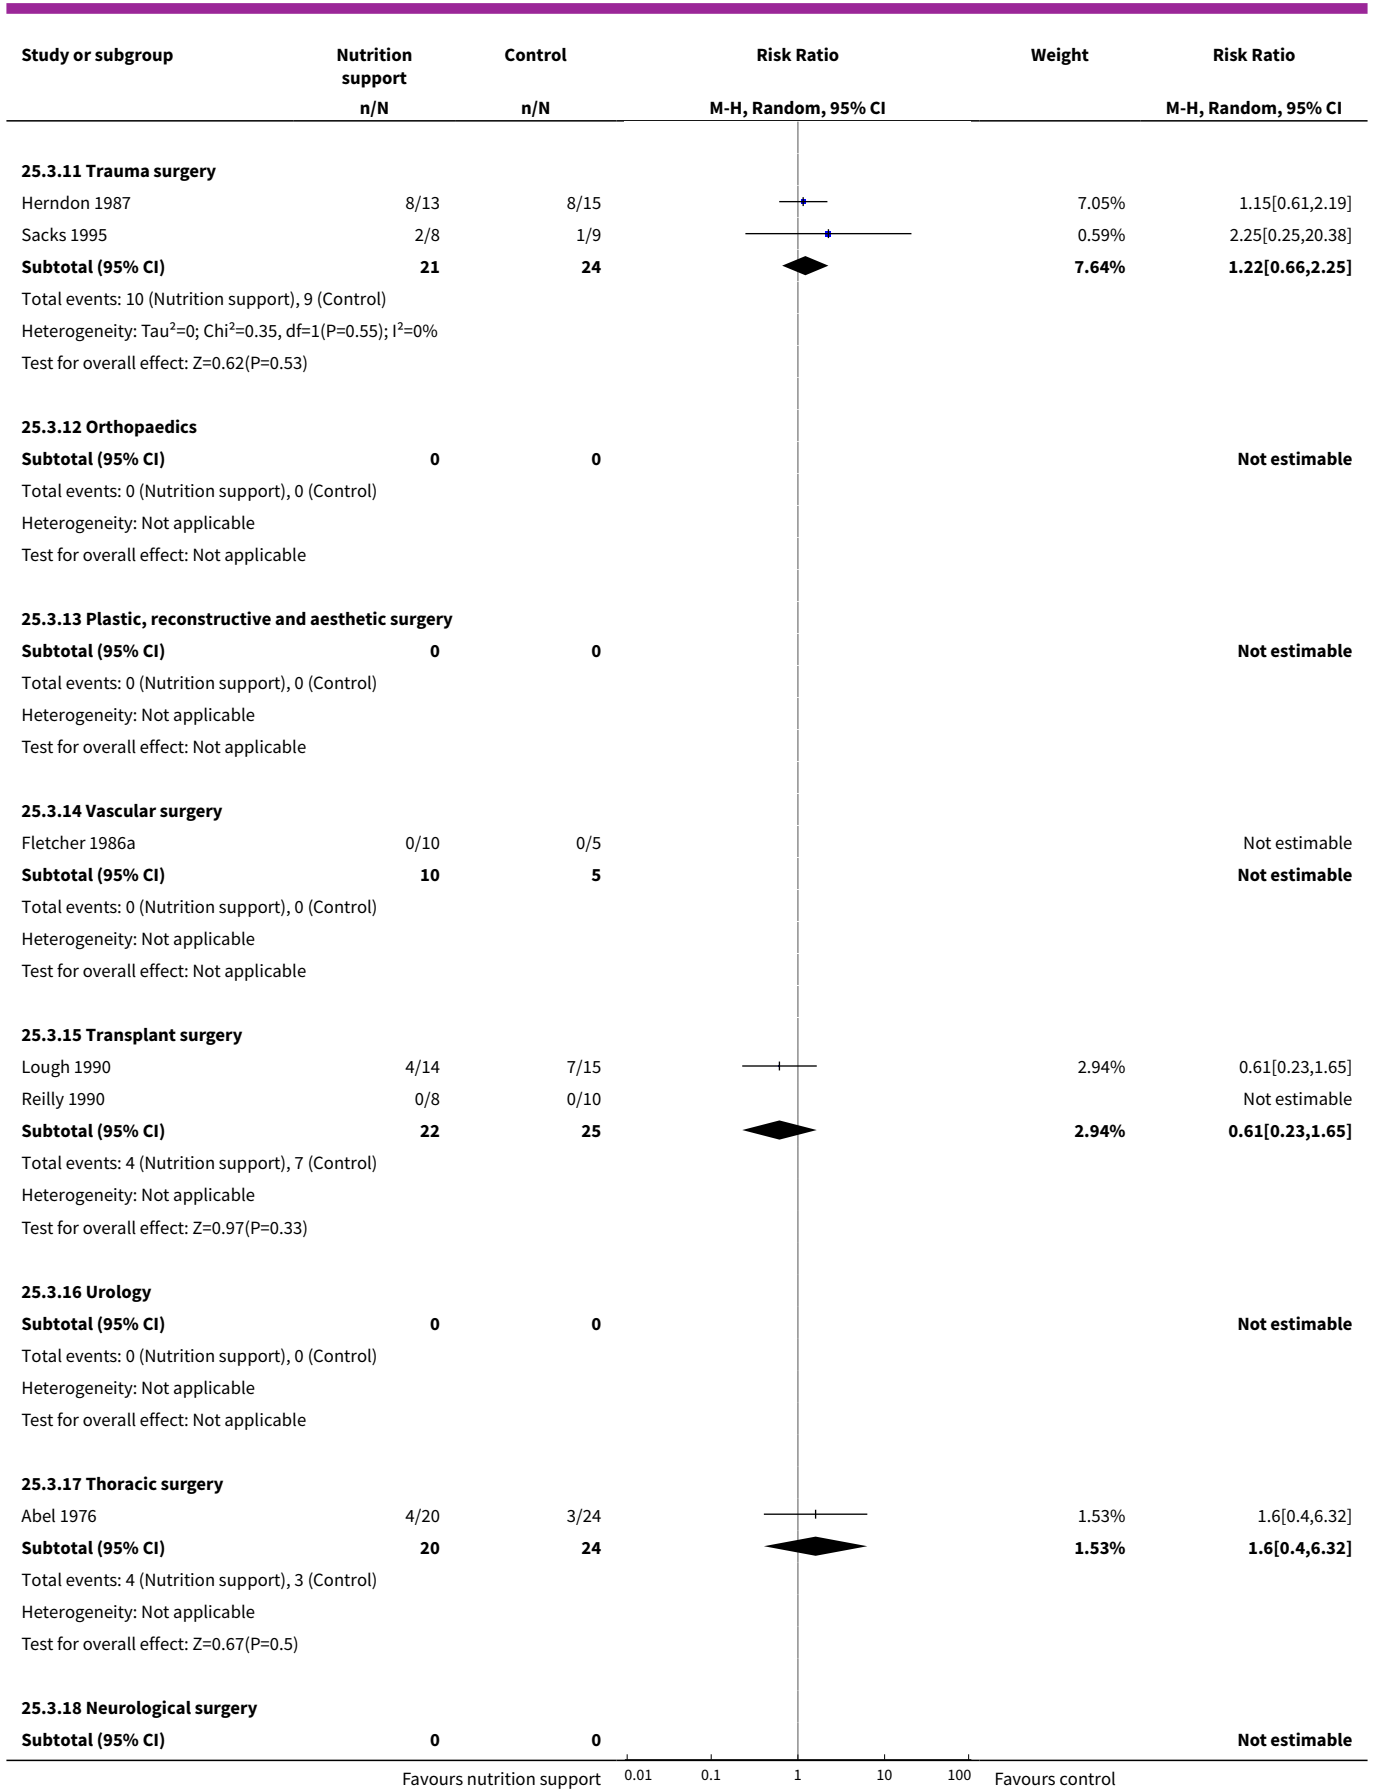 Study or subgroup Nutrition support Control Risk Ratio Weight Risk Ratio
n/N n/N M-H, Random, 95% CI M-H, Random, 95% CI
25.3.11 Trauma surgery
Herndon 1987 8/13 8/15 7.05% 1.15[0.61,2.19]
Sacks 1995 2/8 1/9 0.59% 2.25[0.25,20.38]
Subtotal (95% CI) 21 24 7.64% 1.22[0.66,2.25]
Total events: 10 (Nutrition support), 9 (Control)
Heterogeneity: Tau²=0; Chi²=0.35, df=1(P=0.55); I²=0%
Test for overall effect: Z=0.62(P=0.53)
25.3.12 Orthopaedics
Subtotal (95% CI) 0 0 Not estimable
Total events: 0 (Nutrition support), 0 (Control)
Heterogeneity: Not applicable
Test for overall effect: Not applicable
25.3.13 Plastic, reconstructive and aesthetic surgery
Subtotal (95% CI) 0 0 Not estimable
Total events: 0 (Nutrition support), 0 (Control)
Heterogeneity: Not applicable
Test for overall effect: Not applicable
25.3.14 Vascular surgery
Fletcher 1986a 0/10 0/5 Not estimable
Subtotal (95% CI) 10 5 Not estimable
Total events: 0 (Nutrition support), 0 (Control)
Heterogeneity: Not applicable
Test for overall effect: Not applicable
25.3.15 Transplant surgery
Lough 1990 4/14 7/15 2.94% 0.61[0.23,1.65]
Reilly 1990 0/8 0/10 Not estimable
Subtotal (95% CI) 22 25 2.94% 0.61[0.23,1.65]
Total events: 4 (Nutrition support), 7 (Control)
Heterogeneity: Not applicable
Test for overall effect: Z=0.97(P=0.33)
25.3.16 Urology
Subtotal (95% CI) 0 0 Not estimable
Total events: 0 (Nutrition support), 0 (Control)
Heterogeneity: Not applicable
Test for overall effect: Not applicable
25.3.17 Thoracic surgery
Abel 1976 4/20 3/24 1.53% 1.6[0.4,6.32]
Subtotal (95% CI) 20 24 1.53% 1.6[0.4,6.32]
Total events: 4 (Nutrition support), 3 (Control)
Heterogeneity: Not applicable
Test for overall effect: Z=0.67(P=0.5)
25.3.18 Neurological surgery
Subtotal (95% CI) 0 0 Not estimable
Favours nutrition support 0.01 0.1 1 10 100 Favours control